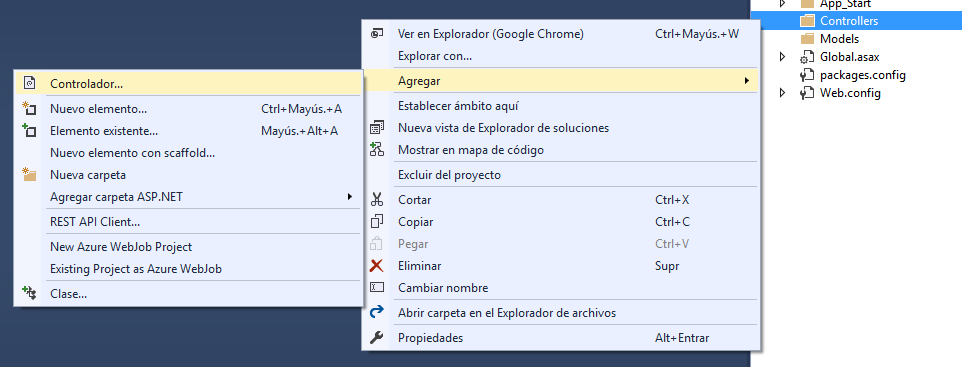 App_Start
Controllers
Models
Global.asax
packages.config
Web.config
Ver en Explorador (Google Chrome) Ctrl+Mayús.+W
Explorar con...
Agregar
Establecer ámbito aquí
Nueva vista de Explorador de soluciones
Mostrar en mapa de código
Excluir del proyecto
Cortar Ctrl+X
Copiar Ctrl+C
Pegar Ctrl+V
Eliminar Supr
Cambiar nombre
Abrir carpeta en el Explorador de archivos
Propiedades Alt+Entrar
Controlador...
Nuevo elemento... Ctrl+Mayús.+A
Elemento existente... Mayús.+Alt+A
Nuevo elemento con scaffold...
Nueva carpeta
Agregar carpeta ASP.NET
REST API Client...
New Azure WebJob Project
Existing Project as Azure WebJob
Clase...